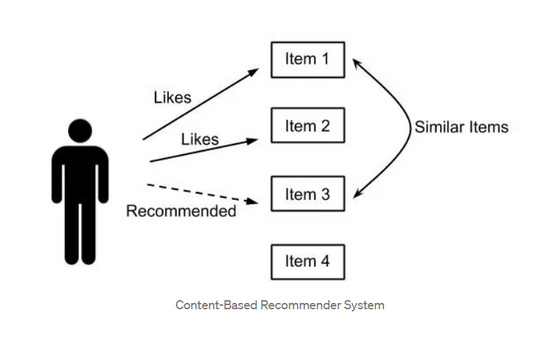 Item 1
Likes
Item 2
Likes
Similar Items
Item 3
Recommended
Item 4
Content-Based Recommender System